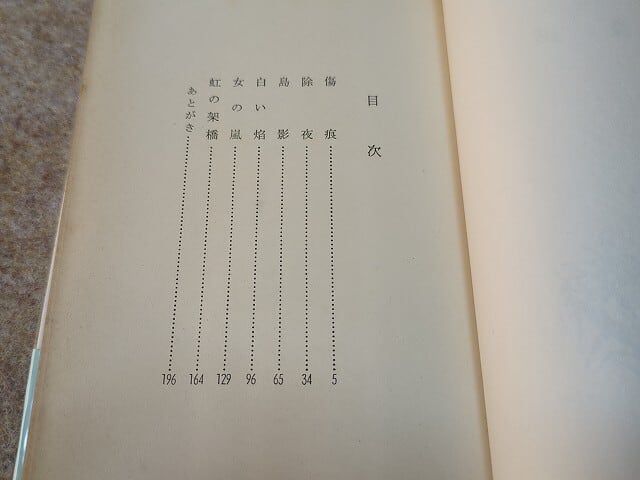 目次
傷痕……5
除夜……34
島影……65
白い焰……96
女の嵐……129
虹の架橋……164
あとがき……196